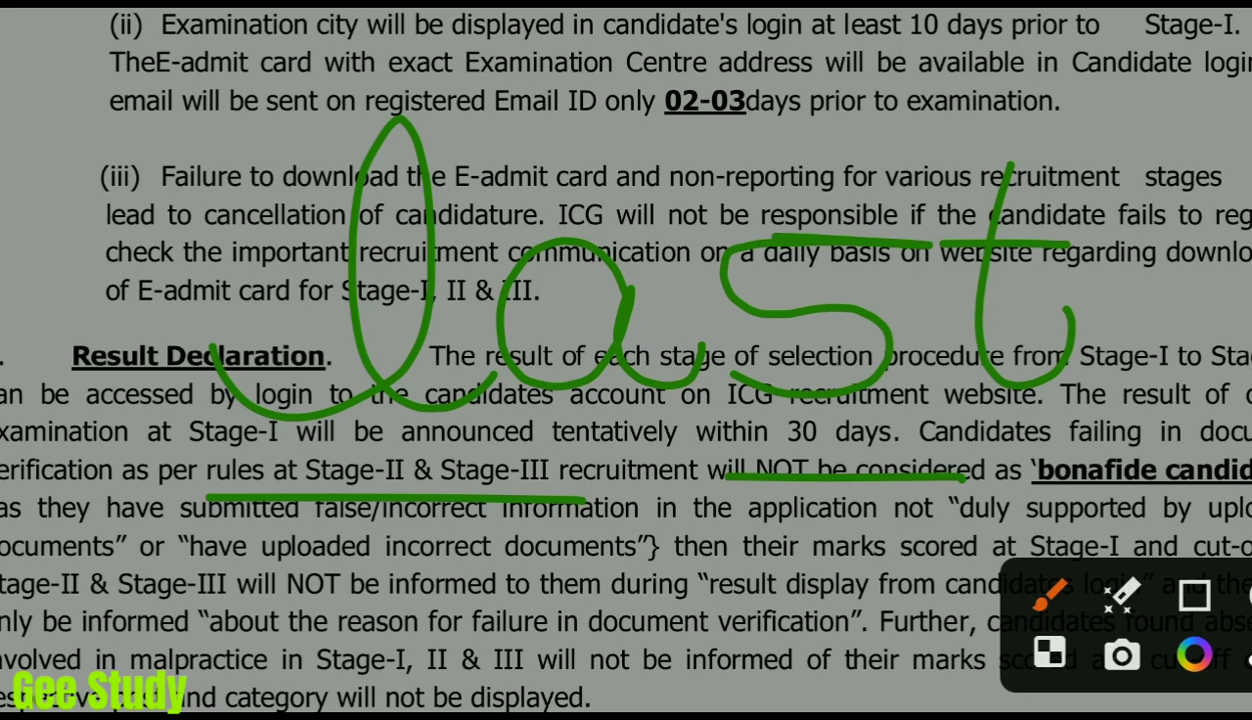 (ii) Examination city will be displayed in candidate's login at least 10 days prior to Stage-I.
TheE-admit card with exact Examination Centre address will be available in Candidate login
email will be sent on registered Email ID only 02-03days prior to examination.
(iii) Failure to download the E-admit card and non-reporting for various recruitment stages
lead to cancellation of candidature. ICG will not be responsible if the candidate fails to reg
check the important recruitment communication on a daily basis on website regarding downlo
of E-admit card for Stage-I, II & III.
last
. Result Declaration. The result of each stage of selection procedure from Stage-I to Sta
an be accessed by login to the candidates account on ICG recruitment website. The result of
xamination at Stage-I will be announced tentatively within 30 days. Candidates failing in docu
erification as per rules at Stage-II & Stage-III recruitment will NOT be considered as ‘bonafide candid
as they have submitted false/incorrect information in the application not “duly supported by uplo
ocuments” or “have uploaded incorrect documents”} then their marks scored at Stage-I and cut-o
tage-II & Stage-III will NOT be informed to them during “result display from candidates login” and the
nly be informed “about the reason for failure in document verification”. Further, candidates found abse
nvolved in malpractice in Stage-I, II & III will not be informed of their marks scored and cut off
and category will not be displayed.
Gee Study